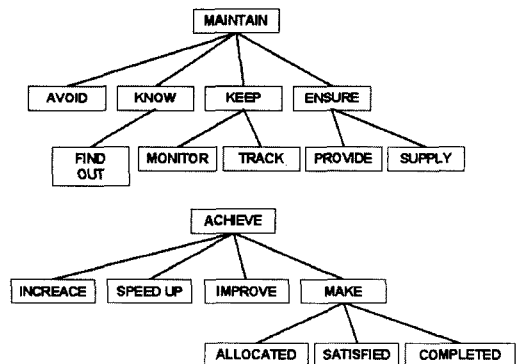 MAINTAIN
AVOID KNOW KEEP ENSURE
FIND
OUT
MONITOR TRACK PROVIDE SUPPLY
ACHIEVE
INCREACE SPEED UP IMPROVE MAKE
ALLOCATED SATISFIED COMPLETED